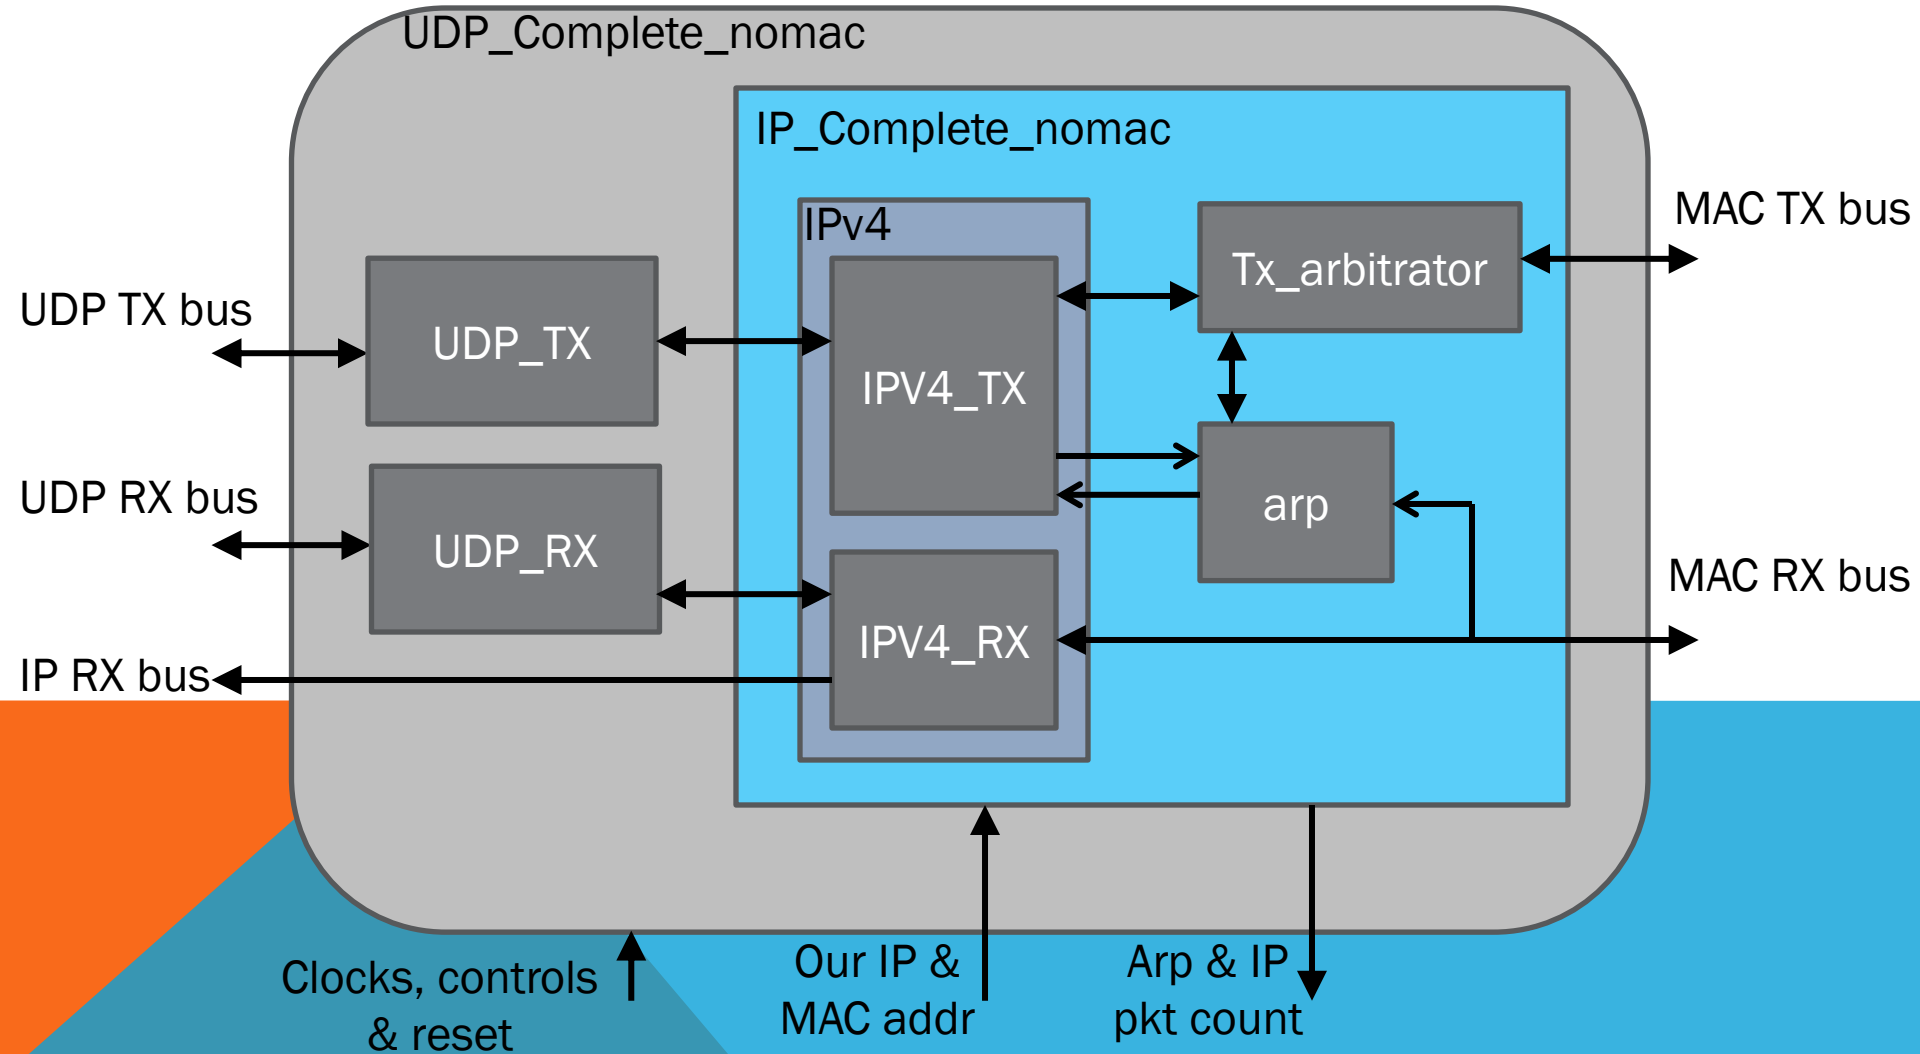 UDP_Complete_nomac
IP_Complete_nomac
IPv4
MAC TX bus
Tx_arbitrator
UDP TX bus
UDP_TX
IPV4_TX
UDP RX bus
arp
UDP_RX
MAC RX bus
IPV4_RX
IP RX bus
Clocks, controls
& reset
Our IP &
MAC addr
Arp & IP
pkt count